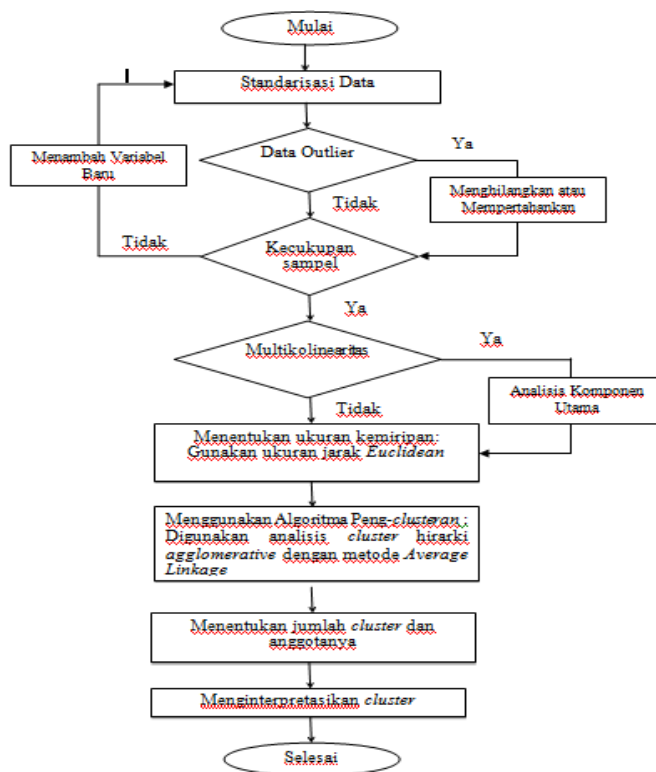 Mulai
Standarisasi Data
Data Outlier
Ya
Menambah Variabel
Baru
Menghilangkan atau
Mempertahankan
Tidak
Tidak
Kecukupan
sampel
Ya
Multikolinearitas
Ya
Analisis Komponen
Utama
Tidak
Menentukan ukuran kemiripan:
Gunakan ukuran jarak Euclidean
Menggunakan Algoritma Peng-clusteran :
Digunakan analisis cluster hirarki
agglomerative dengan metode Average
Linkage
Menentukan jumlah cluster dan
anggotanya
Menginterpretasikan cluster
Selesai